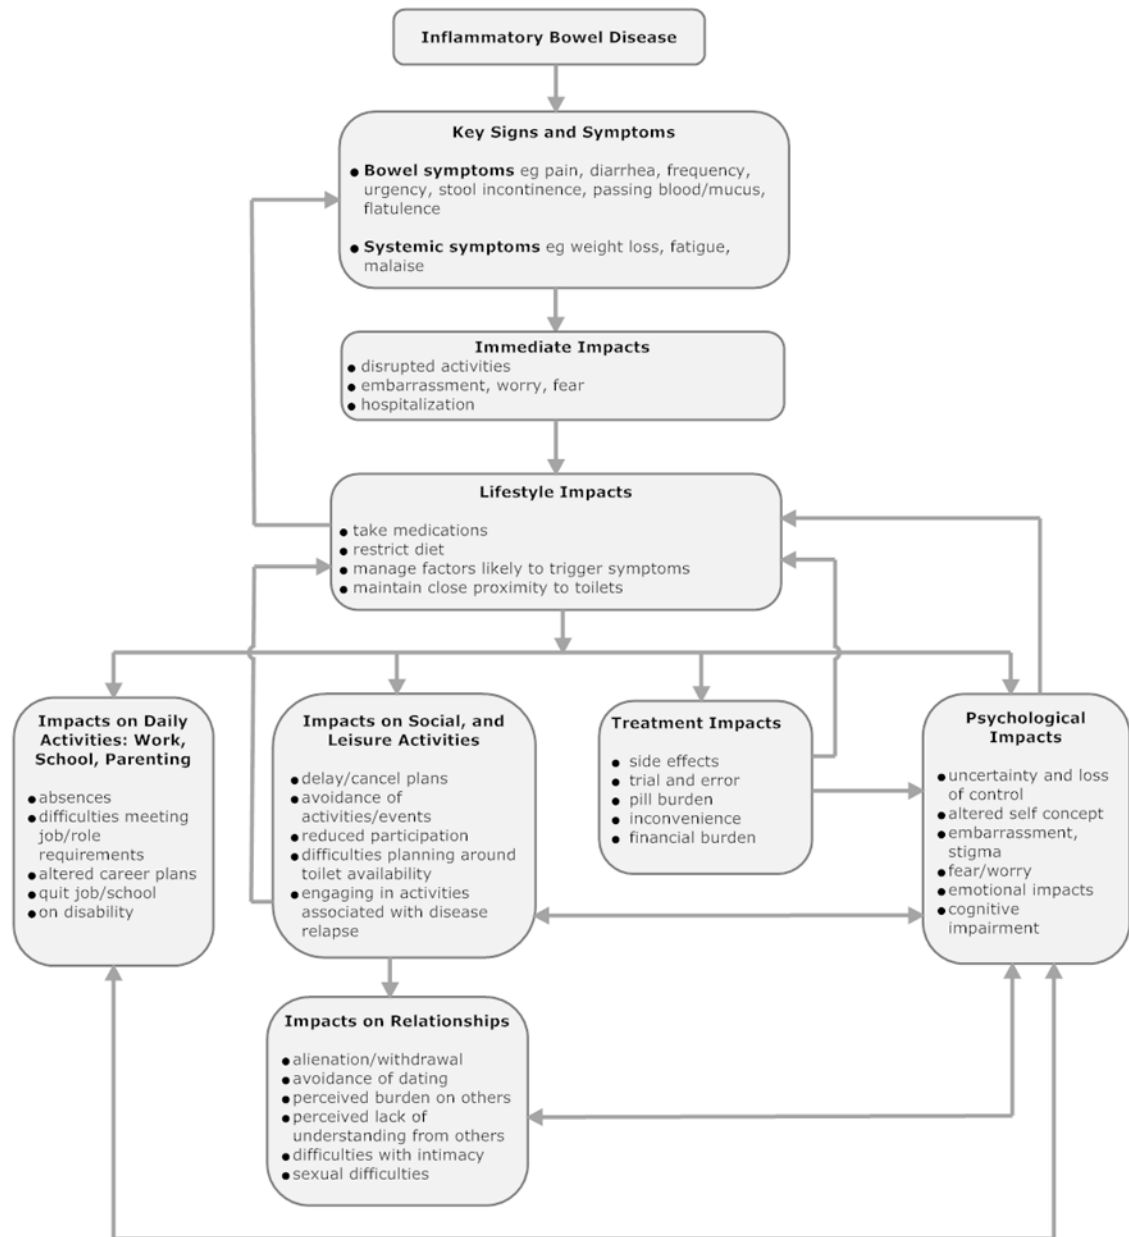 Inflammatory Bowel Disease
Key Signs and Symptoms
● Bowel symptoms eg pain, diarrhea, frequency,
urgency, stool incontinence, passing blood/mucus,
flatulence
● Systemic symptoms eg weight loss, fatigue,
malaise
Immediate Impacts
● disrupted activities
● embarrassment, worry, fear
● hospitalization
Lifestyle Impacts
● take medications
● restrict diet
● manage factors likely to trigger symptoms
● maintain close proximity to toilets
Impacts on Daily
Activities: Work,
School, Parenting
● absences
● difficulties meeting
job/role
requirements
● altered career plans
● quit job/school
● on disability
Impacts on Social, and
Leisure Activities
● delay/cancel plans
● avoidance of
activities/events
● reduced participation
● difficulties planning around
toilet availability
● engaging in activities
associated with disease
relapse
Treatment Impacts
● side effects
● trial and error
● pill burden
● inconvenience
● financial burden
Psychological
Impacts
● uncertainty and loss
of control
● altered self concept
● embarrassment,
stigma
● fear/worry
● emotional impacts
● cognitive
impairment
Impacts on Relationships
● alienation/withdrawal
● avoidance of dating
● perceived burden on others
● perceived lack of
understanding from others
● difficulties with intimacy
● sexual difficulties